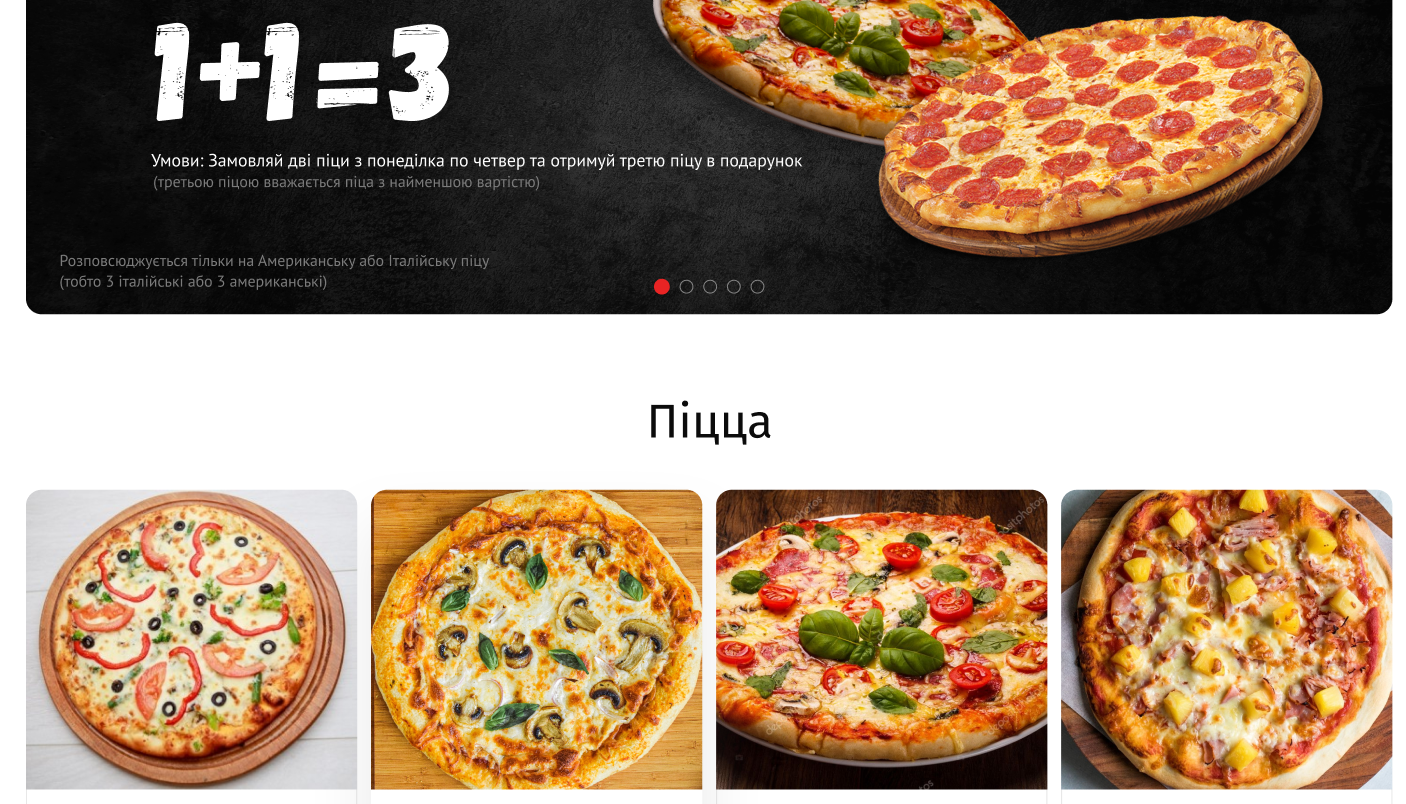 1+1=3
Умови: Замовляй дві піци з понеділка по четвер та отримуй третю піцу в подарунок
(третьою піцою вважається піца з найменшою вартістю)
Розповсюджується тільки на Американську або Італійську піцу
(тобто 3 італійські або 3 американські)
Піцца